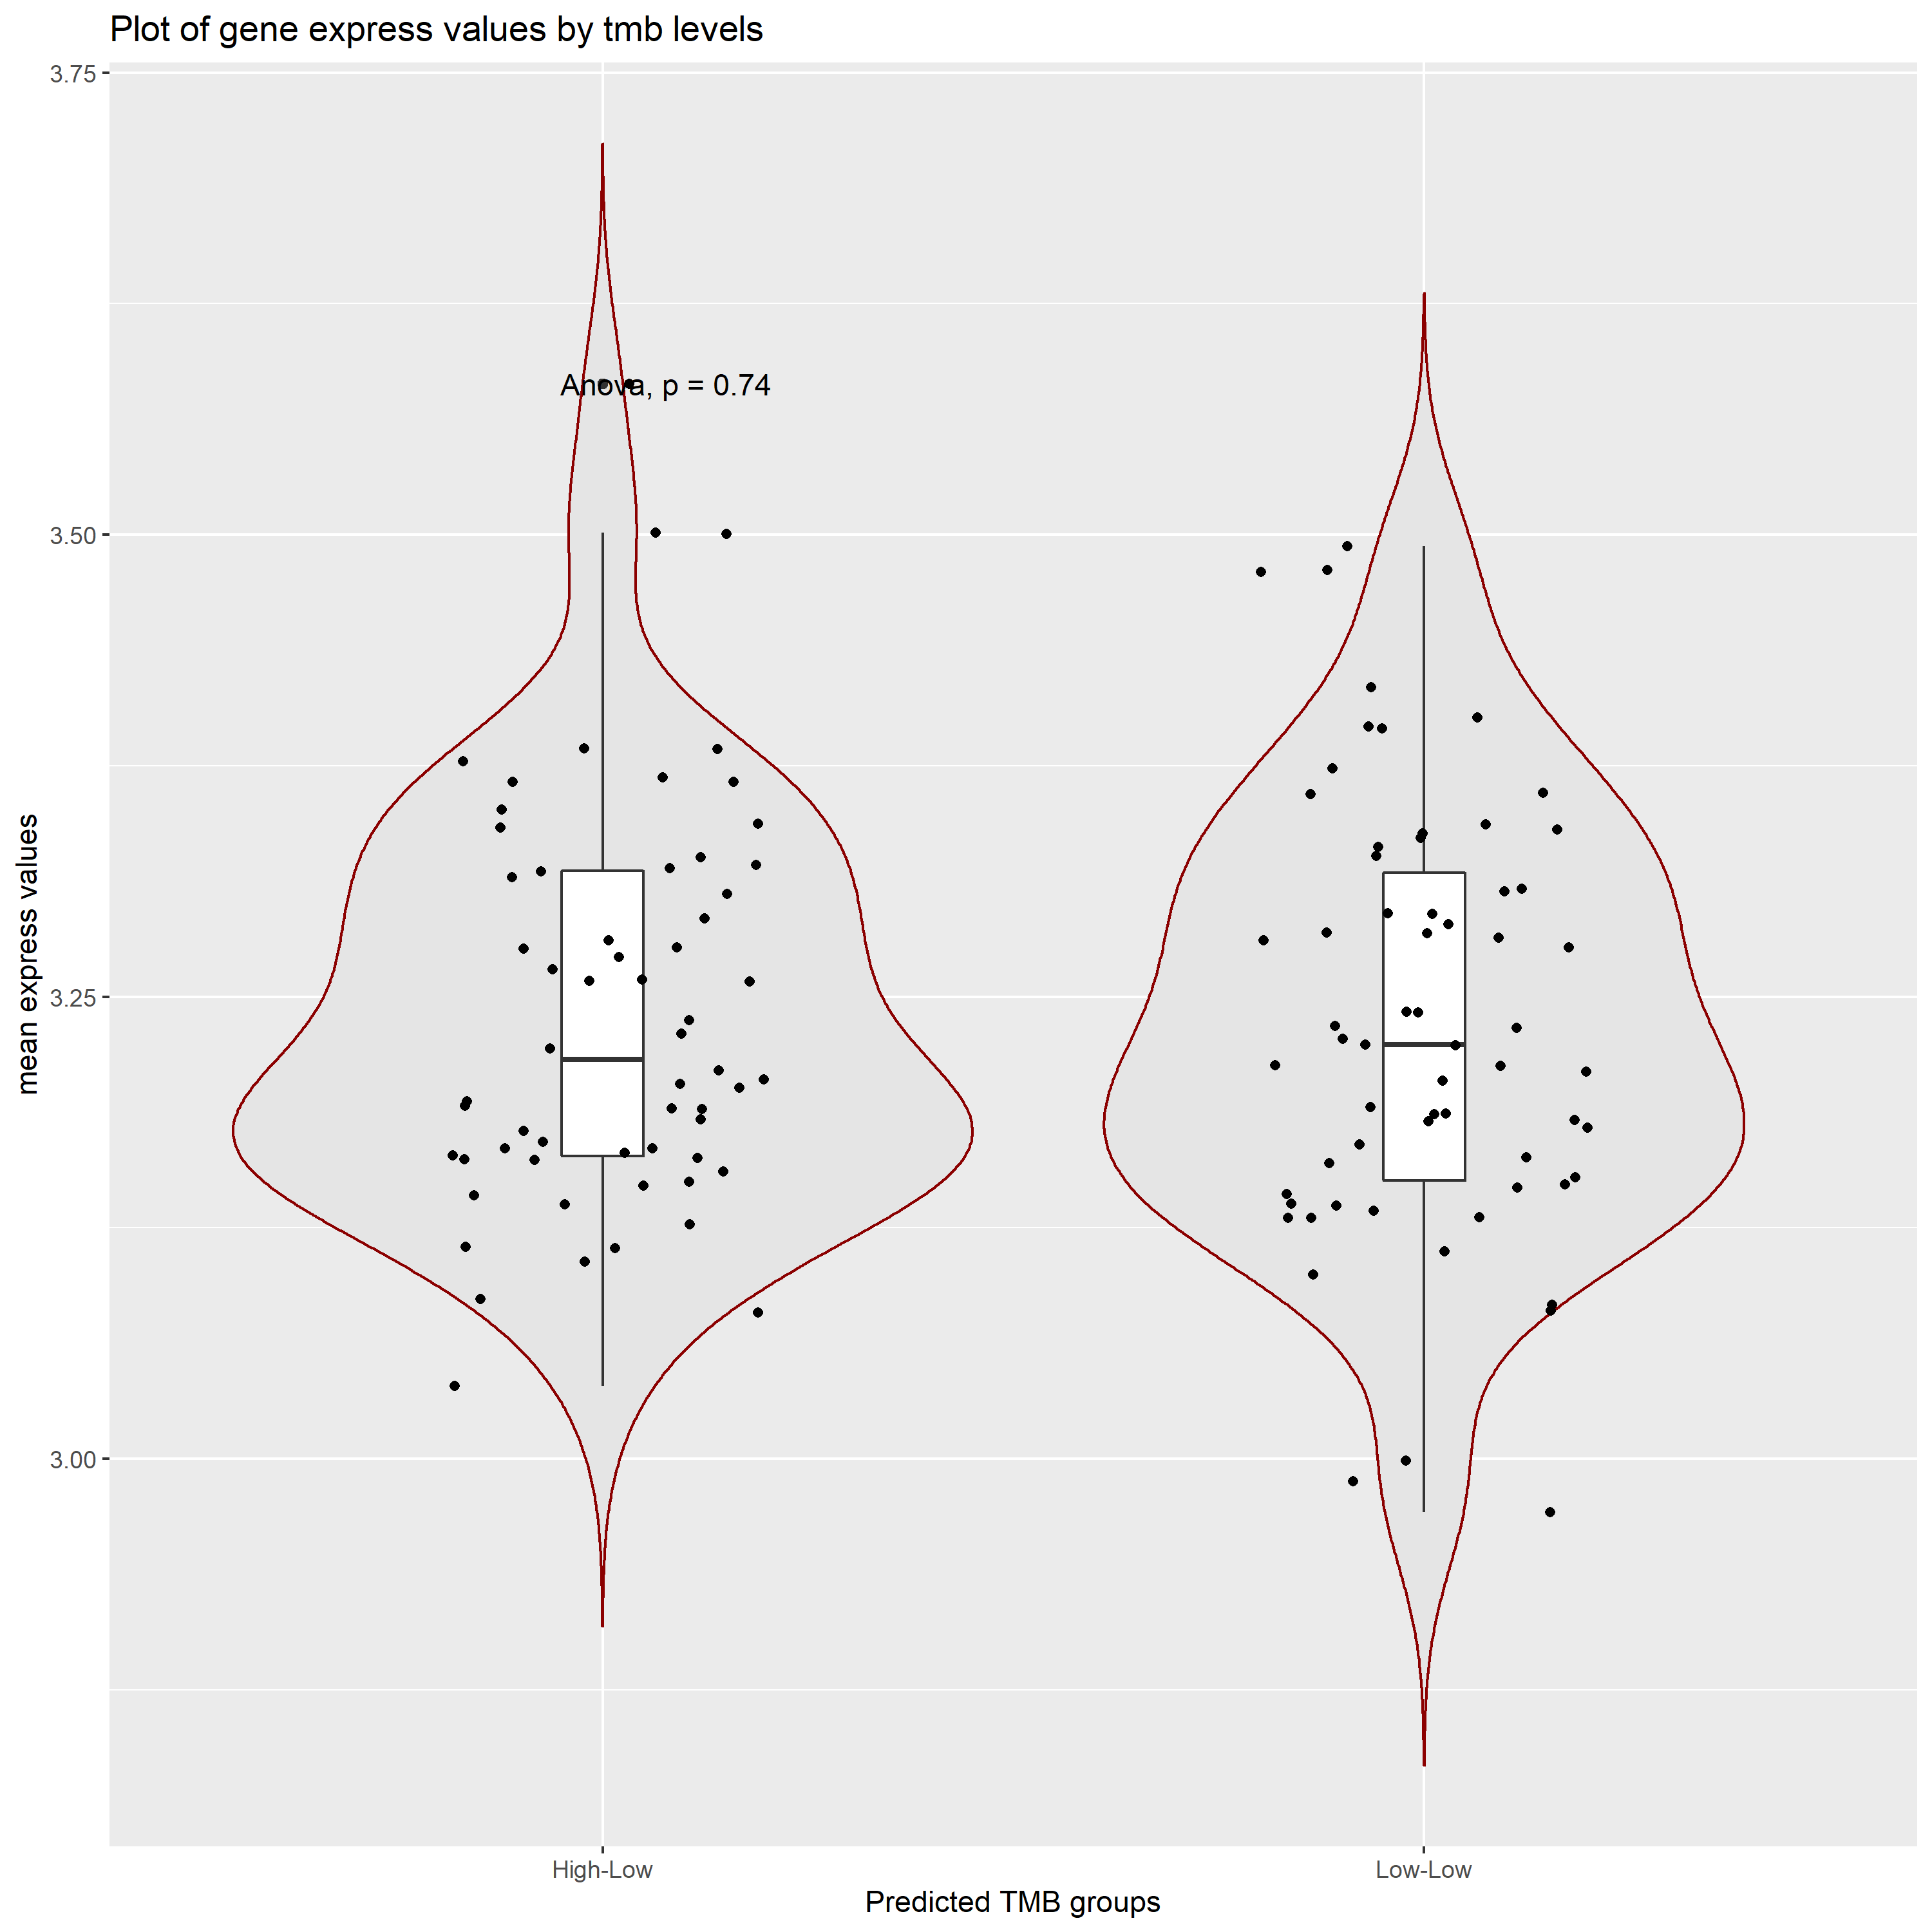 Plot of gene express values by tmb levels
3.75
3.50
3.25
3.00
mean express values
Anova, p = 0.74
High-Low
Low-Low
Predicted TMB groups